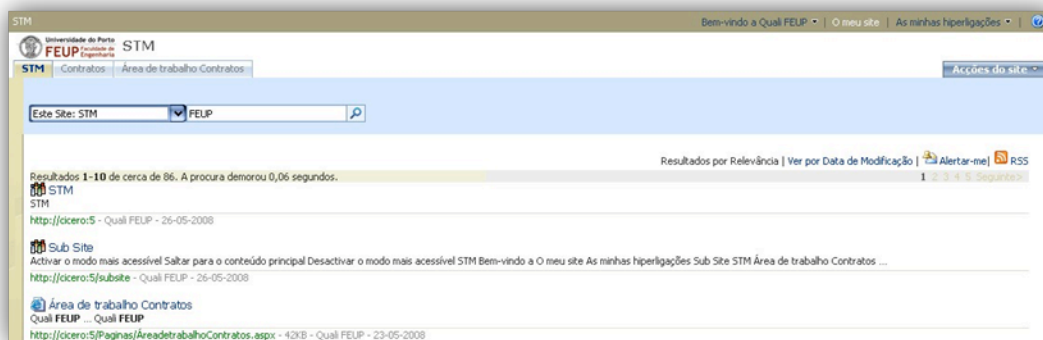 STM
Bem-vindo a Quali FEUP | O meu site | As minhas hiperligações |
Universidade do Porto
FEUP Faculdade de Engenharia
STM
STM Contratos Área de trabalho Contratos
Acções do site
Este Site: STM FEUP
Resultados por Relevância | Ver por Data de Modificação | Alertar-me | RSS
Resultados 1-10 de cerca de 86. A procura demorou 0,06 segundos.
1 2 3 4 5 Seguinte>
STM
STM
http://cicero:5 - Quali FEUP - 26-05-2008
Sub Site
Activar o modo mais acessível Saltar para o conteúdo principal Desactivar o modo mais acessível STM Bem-vindo a O meu site As minhas hiperligações Sub Site STM Área de trabalho Contratos ...
http://cicero:5/subsite - Quali FEUP - 26-05-2008
Área de trabalho Contratos
Quali FEUP ... Quali FEUP
http://cicero:5/Paginas/ÁreadetrabalhoContratos.aspx - 42KB - Quali FEUP - 23-05-2008